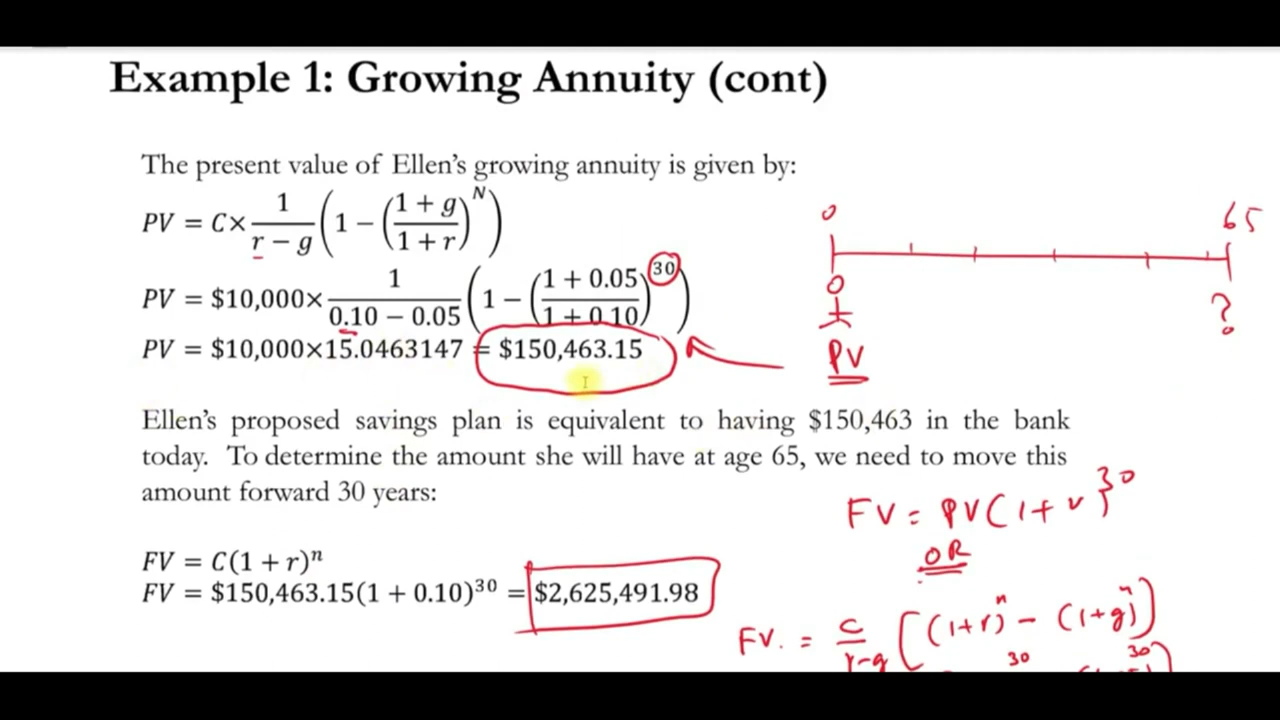 Example 1: Growing Annuity (cont)
The present value of Ellen's growing annuity is given by:
PV = C× 1/(r − g) (1 − ((1 + g)/(1 + r))^N)
PV = $10,000× 1/(0.10 − 0.05) (1 − ((1 + 0.05)/(1 + 0.10))^30)
PV = $10,000×15.0463147 = $150,463.15
0 65
0 ?
PV
Ellen's proposed savings plan is equivalent to having $150,463 in the bank
today. To determine the amount she will have at age 65, we need to move this
amount forward 30 years:
FV = PV(1+r)^30
OR
FV = C(1 + r)^n
FV = $150,463.15(1 + 0.10)^30 = $2,625,491.98
FV. = C/(r-g) [(1+r)^n − (1+g)^n]
30 30